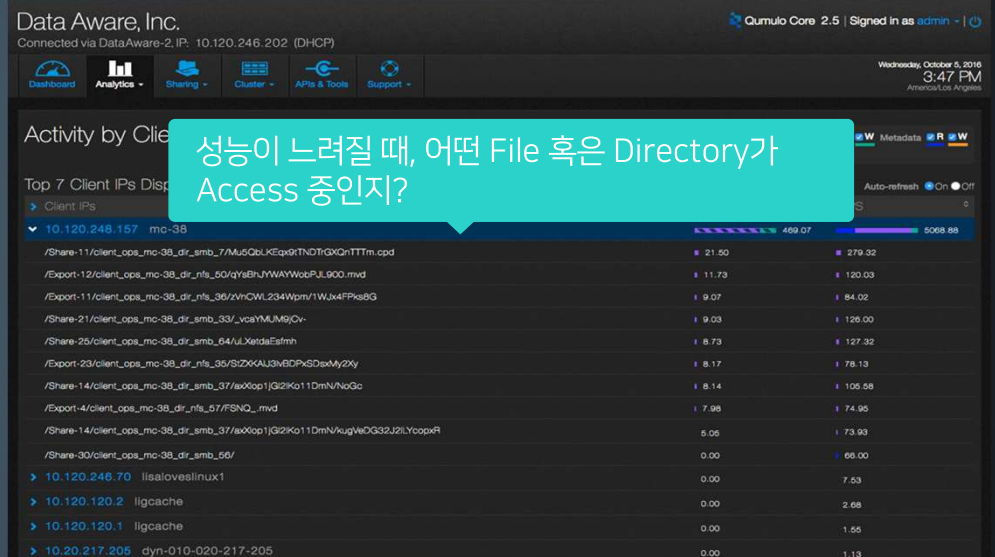 Data Aware, Inc.
Qumulo Core 2.5 | Signed in as admin
Connected via DataAware-2, IP: 10.120.246.202 (DHCP)
Dashboard Analytics Sharing Cluster APIs & Tools Support
Wednesday, October 5, 2016
3:47 PM
America/Los Angeles
Activity by Clie
W Metadata R W
성능이 느려질 때, 어떤 File 혹은 Directory가
Access 중인지?
Top 7 Client IPs Disp
Auto-refresh On Off
Client IPs
10.120.248.157 mc-38 469.07 5068.88
/Share-11/client_ops_mc-38_dir_smb_7/Mu5QbLKEqx9tTNDTrGXQnTTTm.cpd 21.50 279.32
/Export-12/client_ops_mc-38_dir_nfs_50/qYsBhJYWAYWobPJL900.mvd 11.73 120.03
/Export-11/client_ops_mc-38_dir_nfs_36/zVnCWL234Wpm/1WJx4FPks8G 9.07 84.02
/Share-21/client_ops_mc-38_dir_smb_33/_vcaYMUM9jCv- 9.03 126.00
/Share-25/client_ops_mc-38_dir_smb_64/uLXetdaEsfmh 8.73 127.32
/Export-23/client_ops_mc-38_dir_nfs_35/StZXKAlJ3lvBDPxSDsxMy2Xy 8.17 78.13
/Share-14/client_ops_mc-38_dir_smb_37/axXlop1jGl2lKo11DmN/NoGc 8.14 105.58
/Export-4/client_ops_mc-38_dir_nfs_57/FSNQ_.mvd 7.98 74.95
/Share-14/client_ops_mc-38_dir_smb_37/axXlop1jGl2lKo11DmN/kugVeDG32J2lLYcopxR 5.05 73.93
/Share-30/client_ops_mc-38_dir_smb_56/ 0.00 66.00
10.120.246.70 lisaloveslinux1 0.00 7.53
10.120.120.2 ligcache 0.00 2.68
10.120.120.1 ligcache 0.00 1.55
10.20.217.205 dyn-010-020-217-205 0.00 1.13